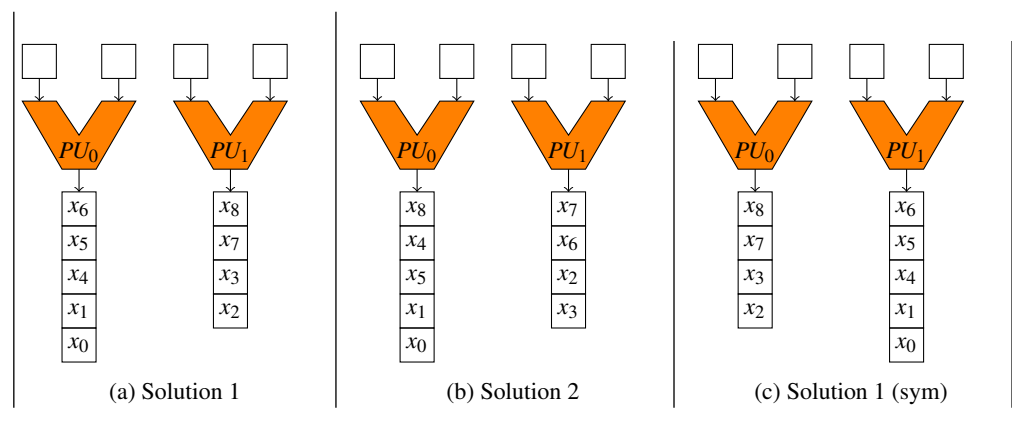 PU₀ PU₁ PU₀ PU₁ PU₀ PU₁
x₆ x₈ x₈ x₇ x₈ x₆
x₅ x₇ x₄ x₆ x₇ x₅
x₄ x₃ x₅ x₂ x₃ x₄
x₁ x₂ x₁ x₃ x₂ x₁
x₀ x₀ x₀
(a) Solution 1 (b) Solution 2 (c) Solution 1 (sym)